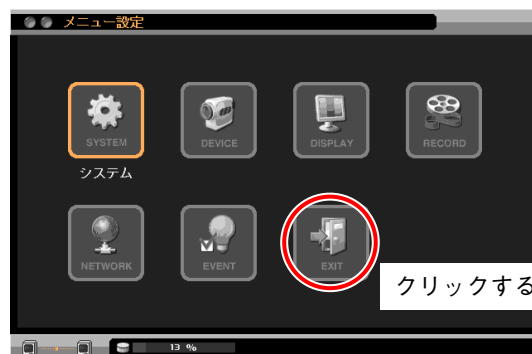 メニュー設定
SYSTEM
DEVICE
DISPLAY
RECORD
システム
NETWORK
EVENT
EXIT
クリックする
13 %